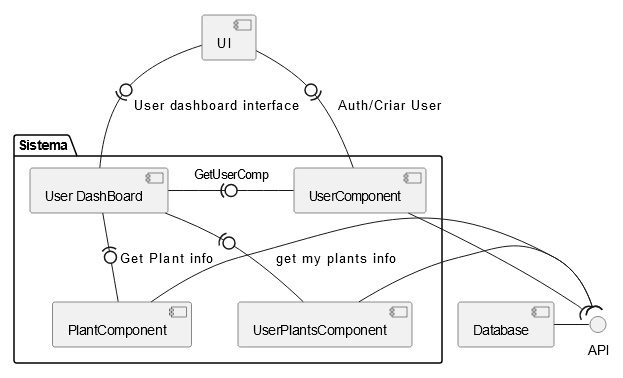 UI
User dashboard interface
Auth/Criar User
Sistema
User DashBoard
GetUserComp
UserComponent
Get Plant info
get my plants info
PlantComponent
UserPlantsComponent
Database
API